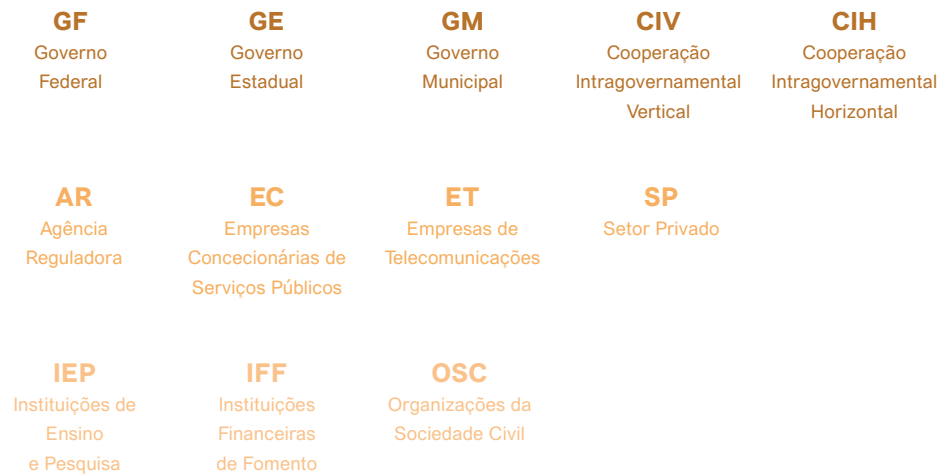 GF
Governo
Federal
GE
Governo
Estadual
GM
Governo
Municipal
CIV
Cooperação
Intragovernamental
Vertical
CIH
Cooperação
Intragovernamental
Horizontal
AR
Agência
Reguladora
EC
Empresas
Concecionárias de
Serviços Públicos
ET
Empresas de
Telecomunicações
SP
Setor Privado
IEP
Instituições de
Ensino
e Pesquisa
IFF
Instituições
Financeiras
de Fomento
OSC
Organizações da
Sociedade Civil